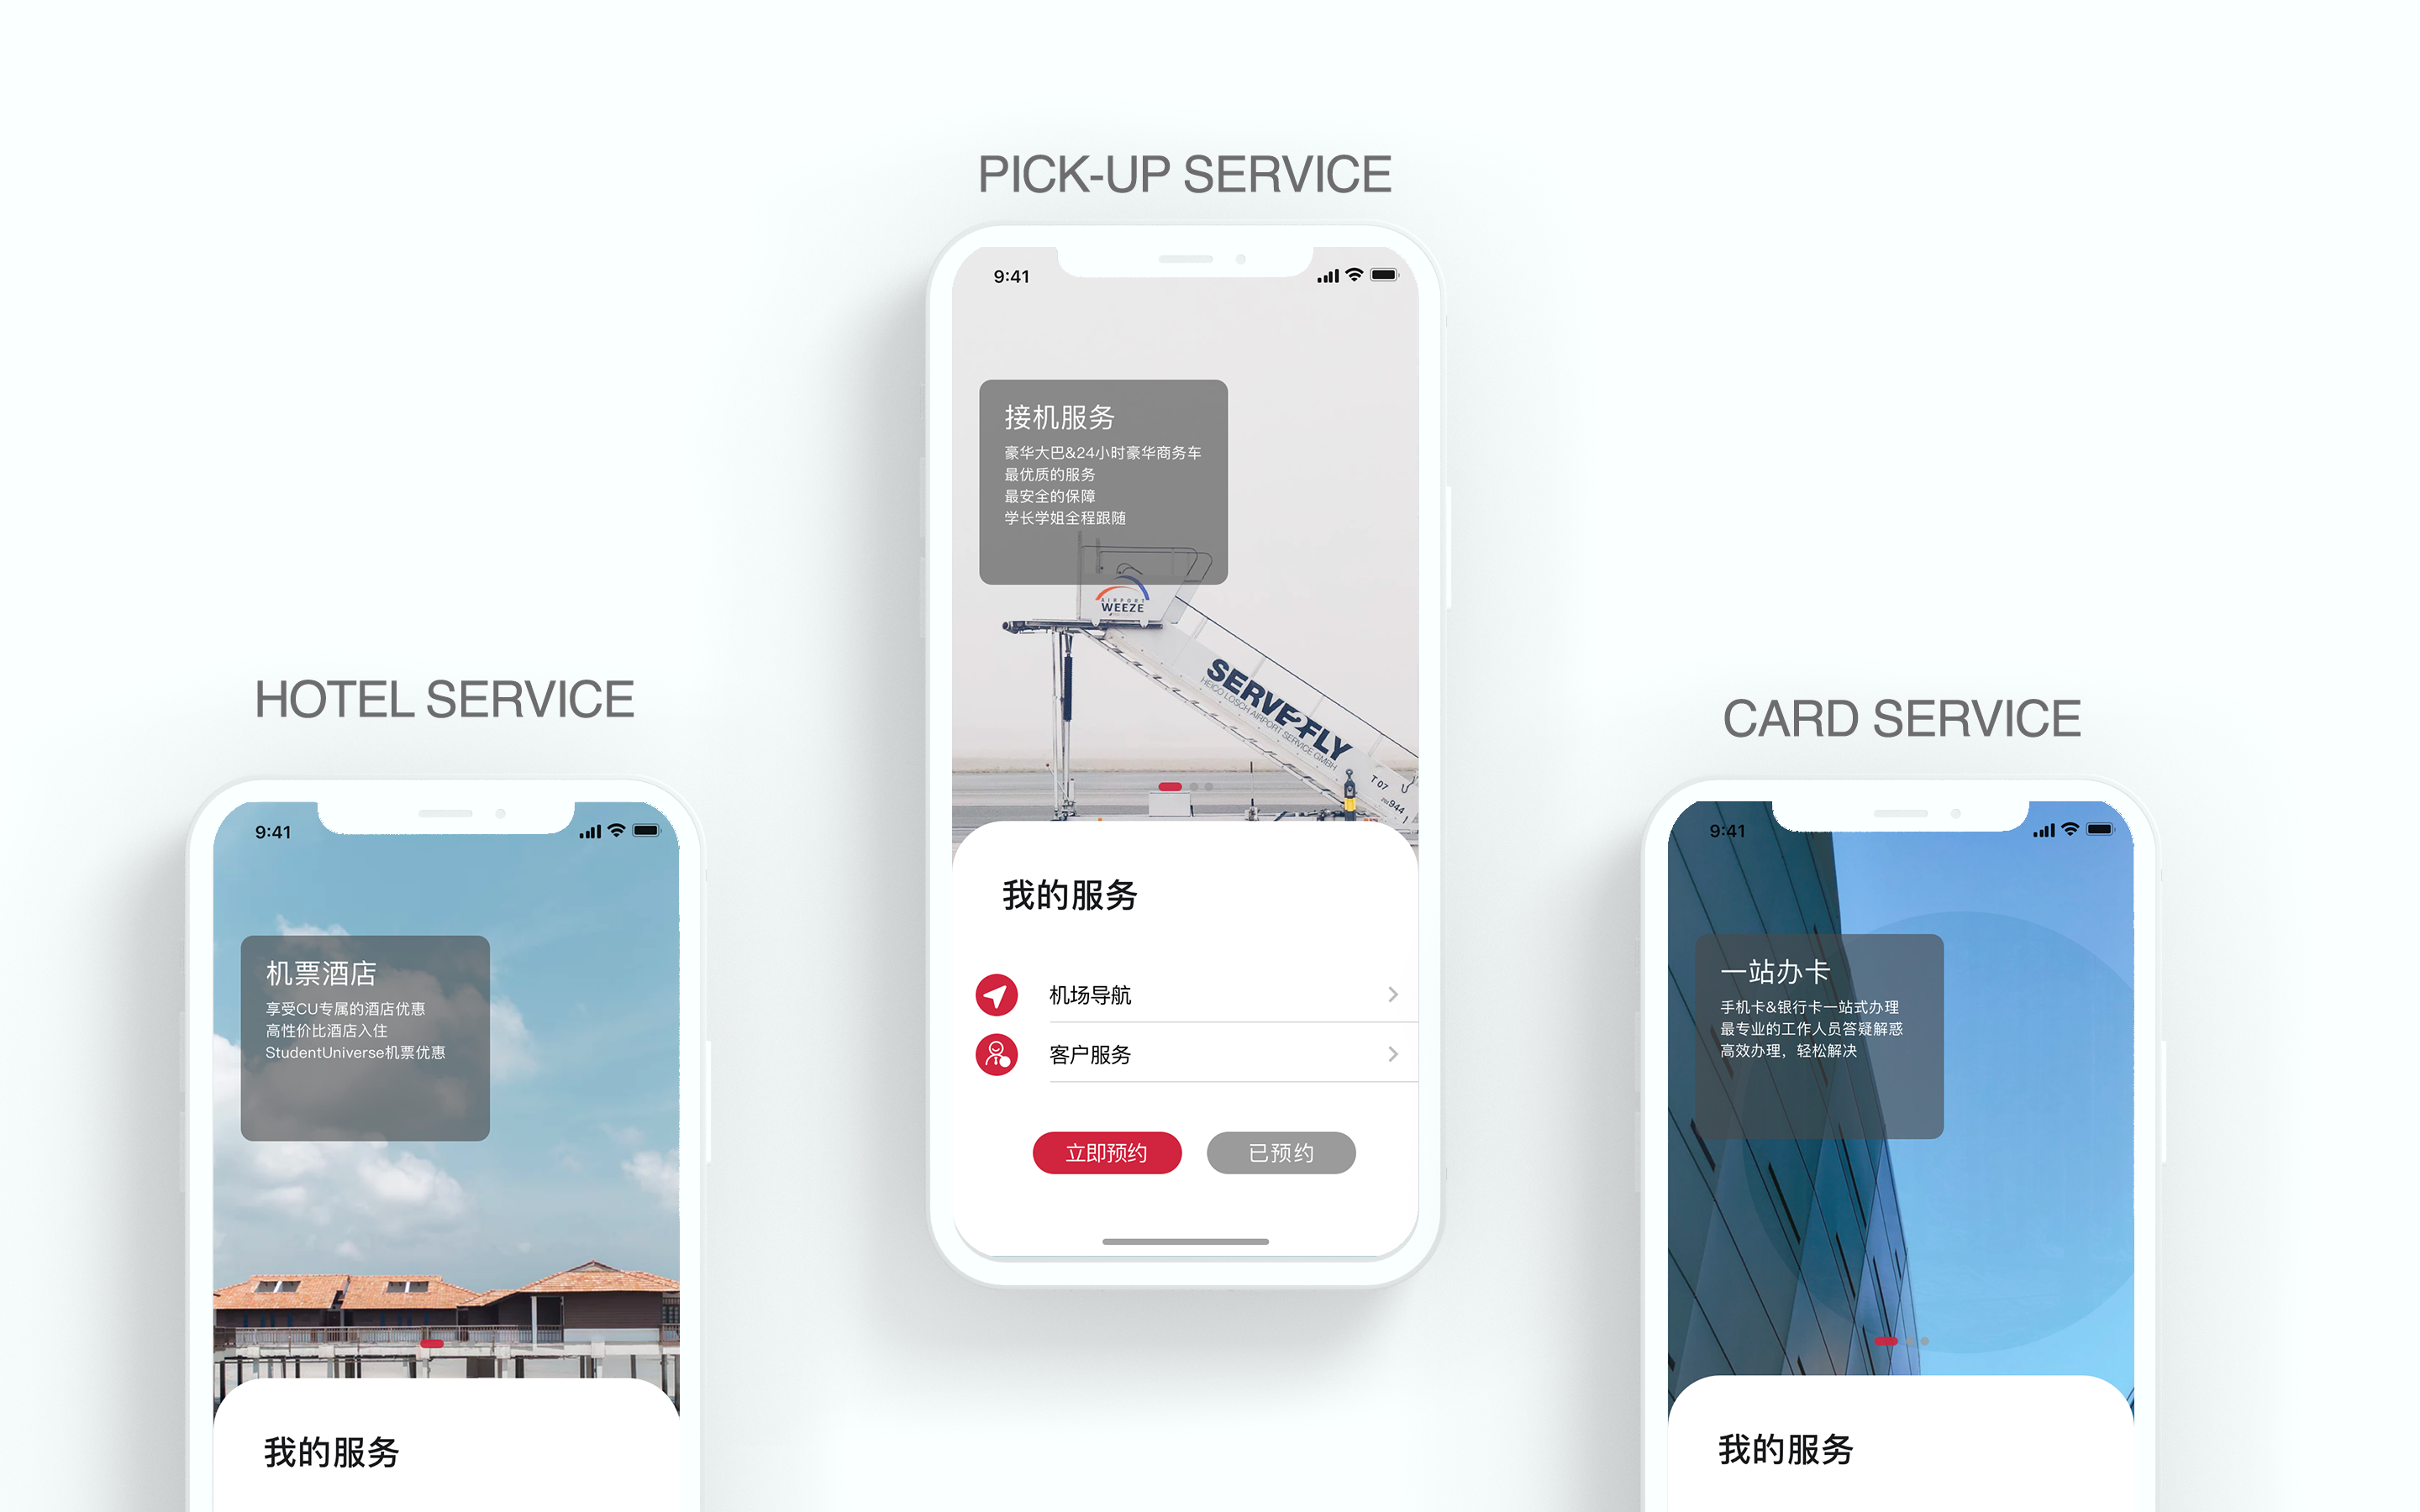 PICK-UP SERVICE
9:41
接机服务
豪华大巴&24小时豪华商务车
最优质的服务
最安全的保障
学长学姐全程跟随
AIRPORT
WEEZE
SERVE2FLY
HEICO LOSCH AIRPORT SERVICE GMBH
T 07
944
我的服务
机场导航
客户服务
立即预约
已预约
HOTEL SERVICE
9:41
机票酒店
享受CU专属的酒店优惠
高性价比酒店入住
StudentUniverse机票优惠
我的服务
CARD SERVICE
9:41
一站办卡
手机卡&银行卡一站式办理
最专业的工作人员答疑解惑
高效办理，轻松解决
我的服务